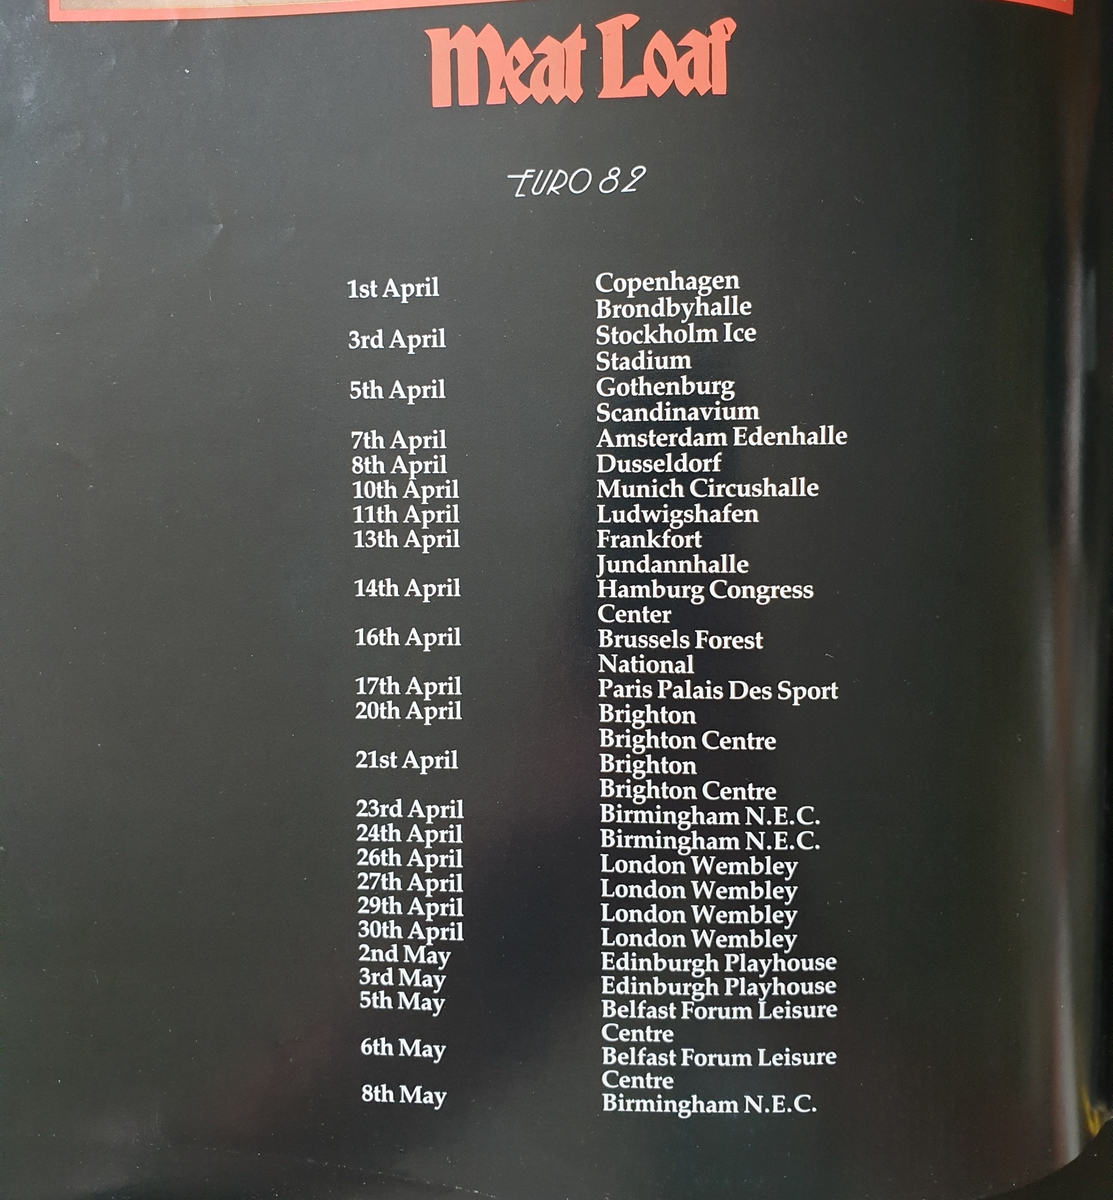 Meat Loaf
EURO 82
1st April Copenhagen
Brondbyhalle
3rd April Stockholm Ice
Stadium
5th April Gothenburg
Scandinavium
7th April Amsterdam Edenhalle
8th April Dusseldorf
10th April Munich Circushalle
11th April Ludwigshafen
13th April Frankfort
Jundannhalle
14th April Hamburg Congress
Center
16th April Brussels Forest
National
17th April Paris Palais Des Sport
20th April Brighton
Brighton Centre
21st April Brighton
Brighton Centre
23rd April Birmingham N.E.C.
24th April Birmingham N.E.C.
26th April London Wembley
27th April London Wembley
29th April London Wembley
30th April London Wembley
2nd May Edinburgh Playhouse
3rd May Edinburgh Playhouse
5th May Belfast Forum Leisure
Centre
6th May Belfast Forum Leisure
Centre
8th May Birmingham N.E.C.